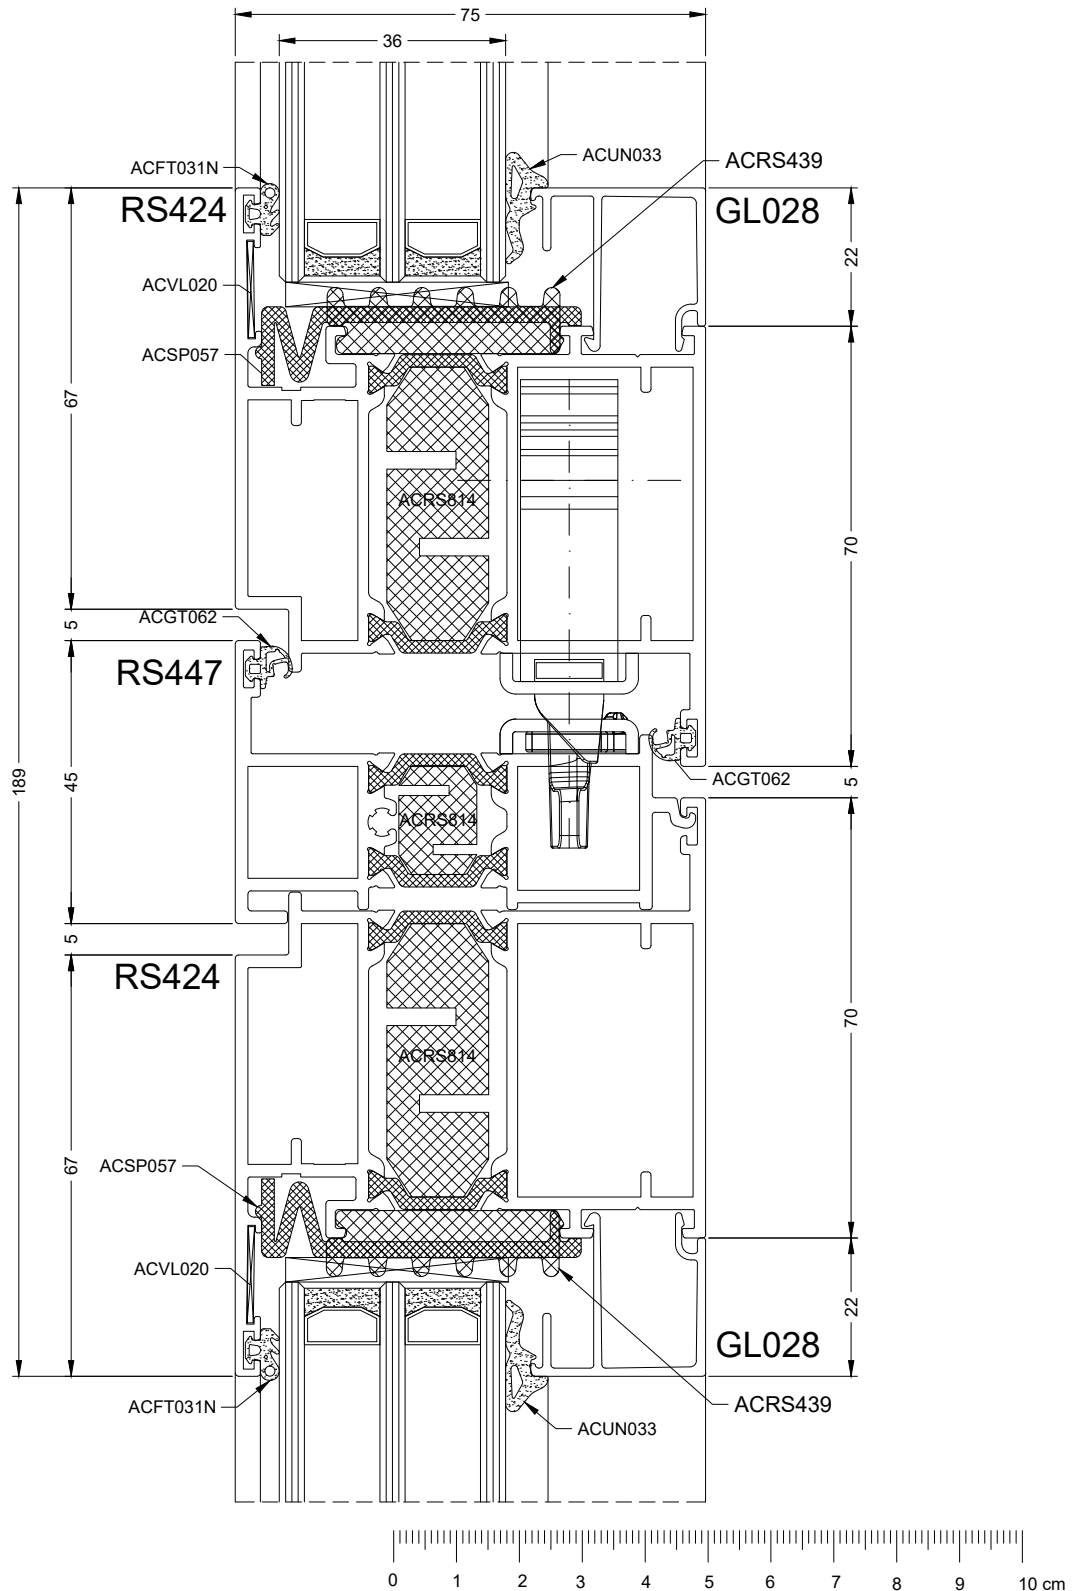 75
36
ACFT031N
ACUN033
ACRS439
RS424
GL028
ACVL020
22
ACSP057
67
ACRS814
70
5
ACGT062
RS447
189
45
ACGT062
5
ACRS814
5
RS424
70
ACRS814
67
ACSP057
ACVL020
22
GL028
ACFT031N
ACUN033
ACRS439
0 1 2 3 4 5 6 7 8 9 10 cm